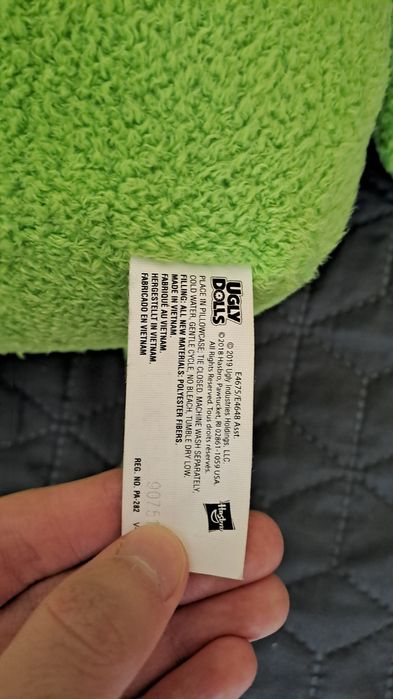 UGLY
DOLLS
E4675/E4648 Asst.
© 2019 Ugly Industries Holdings, LLC.
© 2018 Hasbro, Pawtucket, RI 02861-1059 USA.
All Rights Reserved. Tous droits réservés.
PLACE IN PILLOWCASE; TIE CLOSED. MACHINE WASH SEPARATELY,
COLD WATER, GENTLE CYCLE, NO BLEACH. TUMBLE DRY LOW.
FILLING: ALL NEW MATERIALS: POLYESTER FIBERS.
MADE IN VIETNAM.
FABRIQUÉ AU VIETNAM.
HERGESTELLT IN VIETNAM.
FABRICADO EN VIETNAM
Hasbro
9075
REG. NO. PA-282